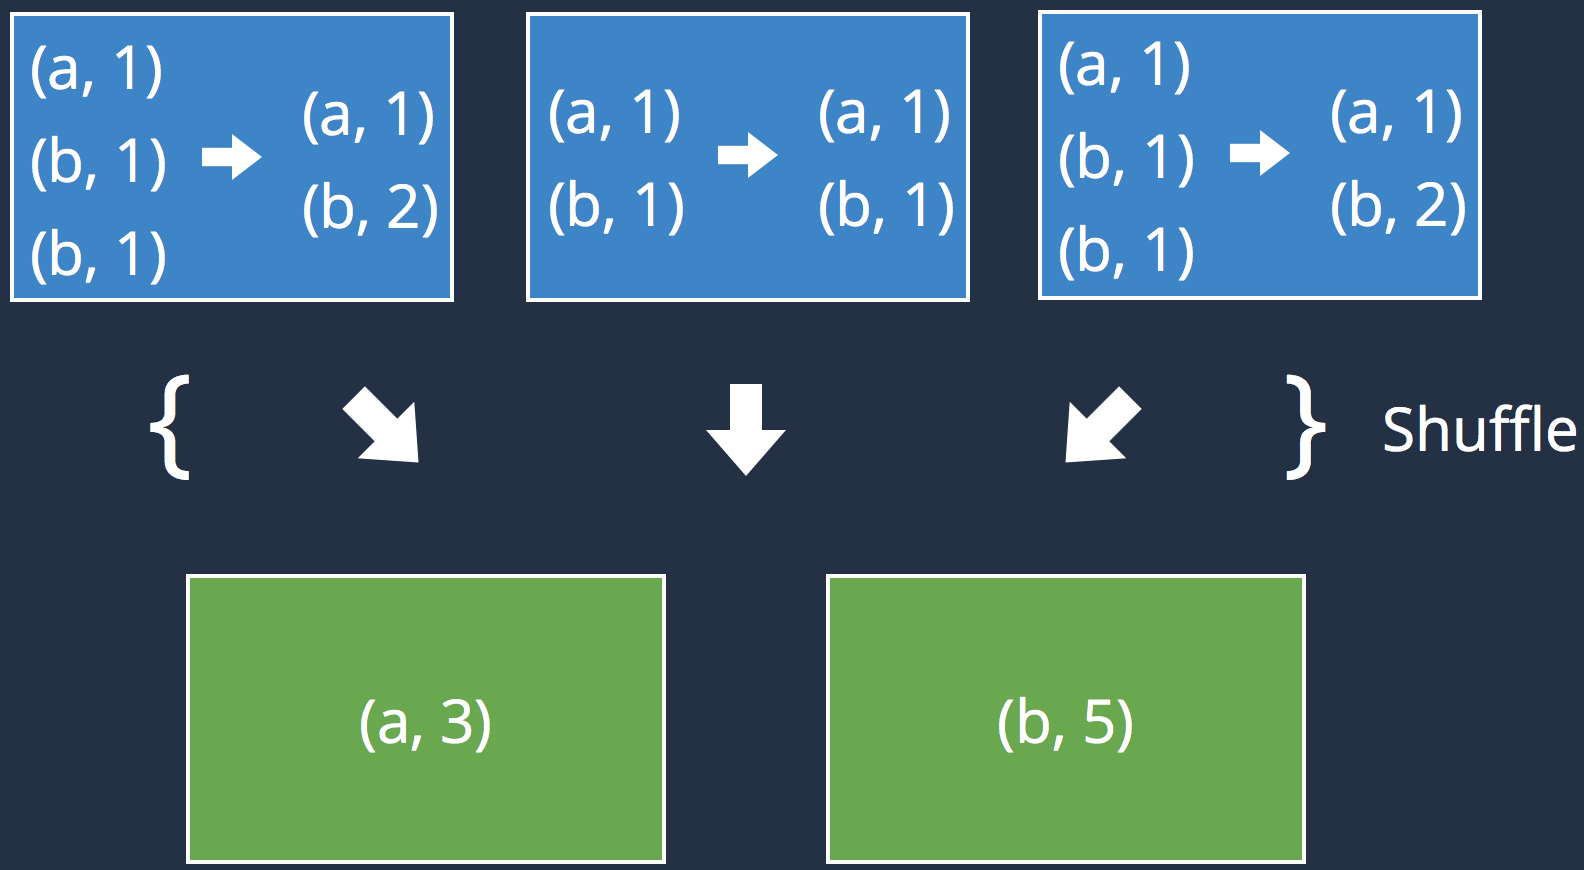 (a, 1)
(b, 1)
(b, 1)
(a, 1)
(b, 2)
(a, 1)
(b, 1)
(a, 1)
(b, 1)
(a, 1)
(b, 1)
(b, 1)
(a, 1)
(b, 2)
{ } Shuffle
(a, 3)
(b, 5)